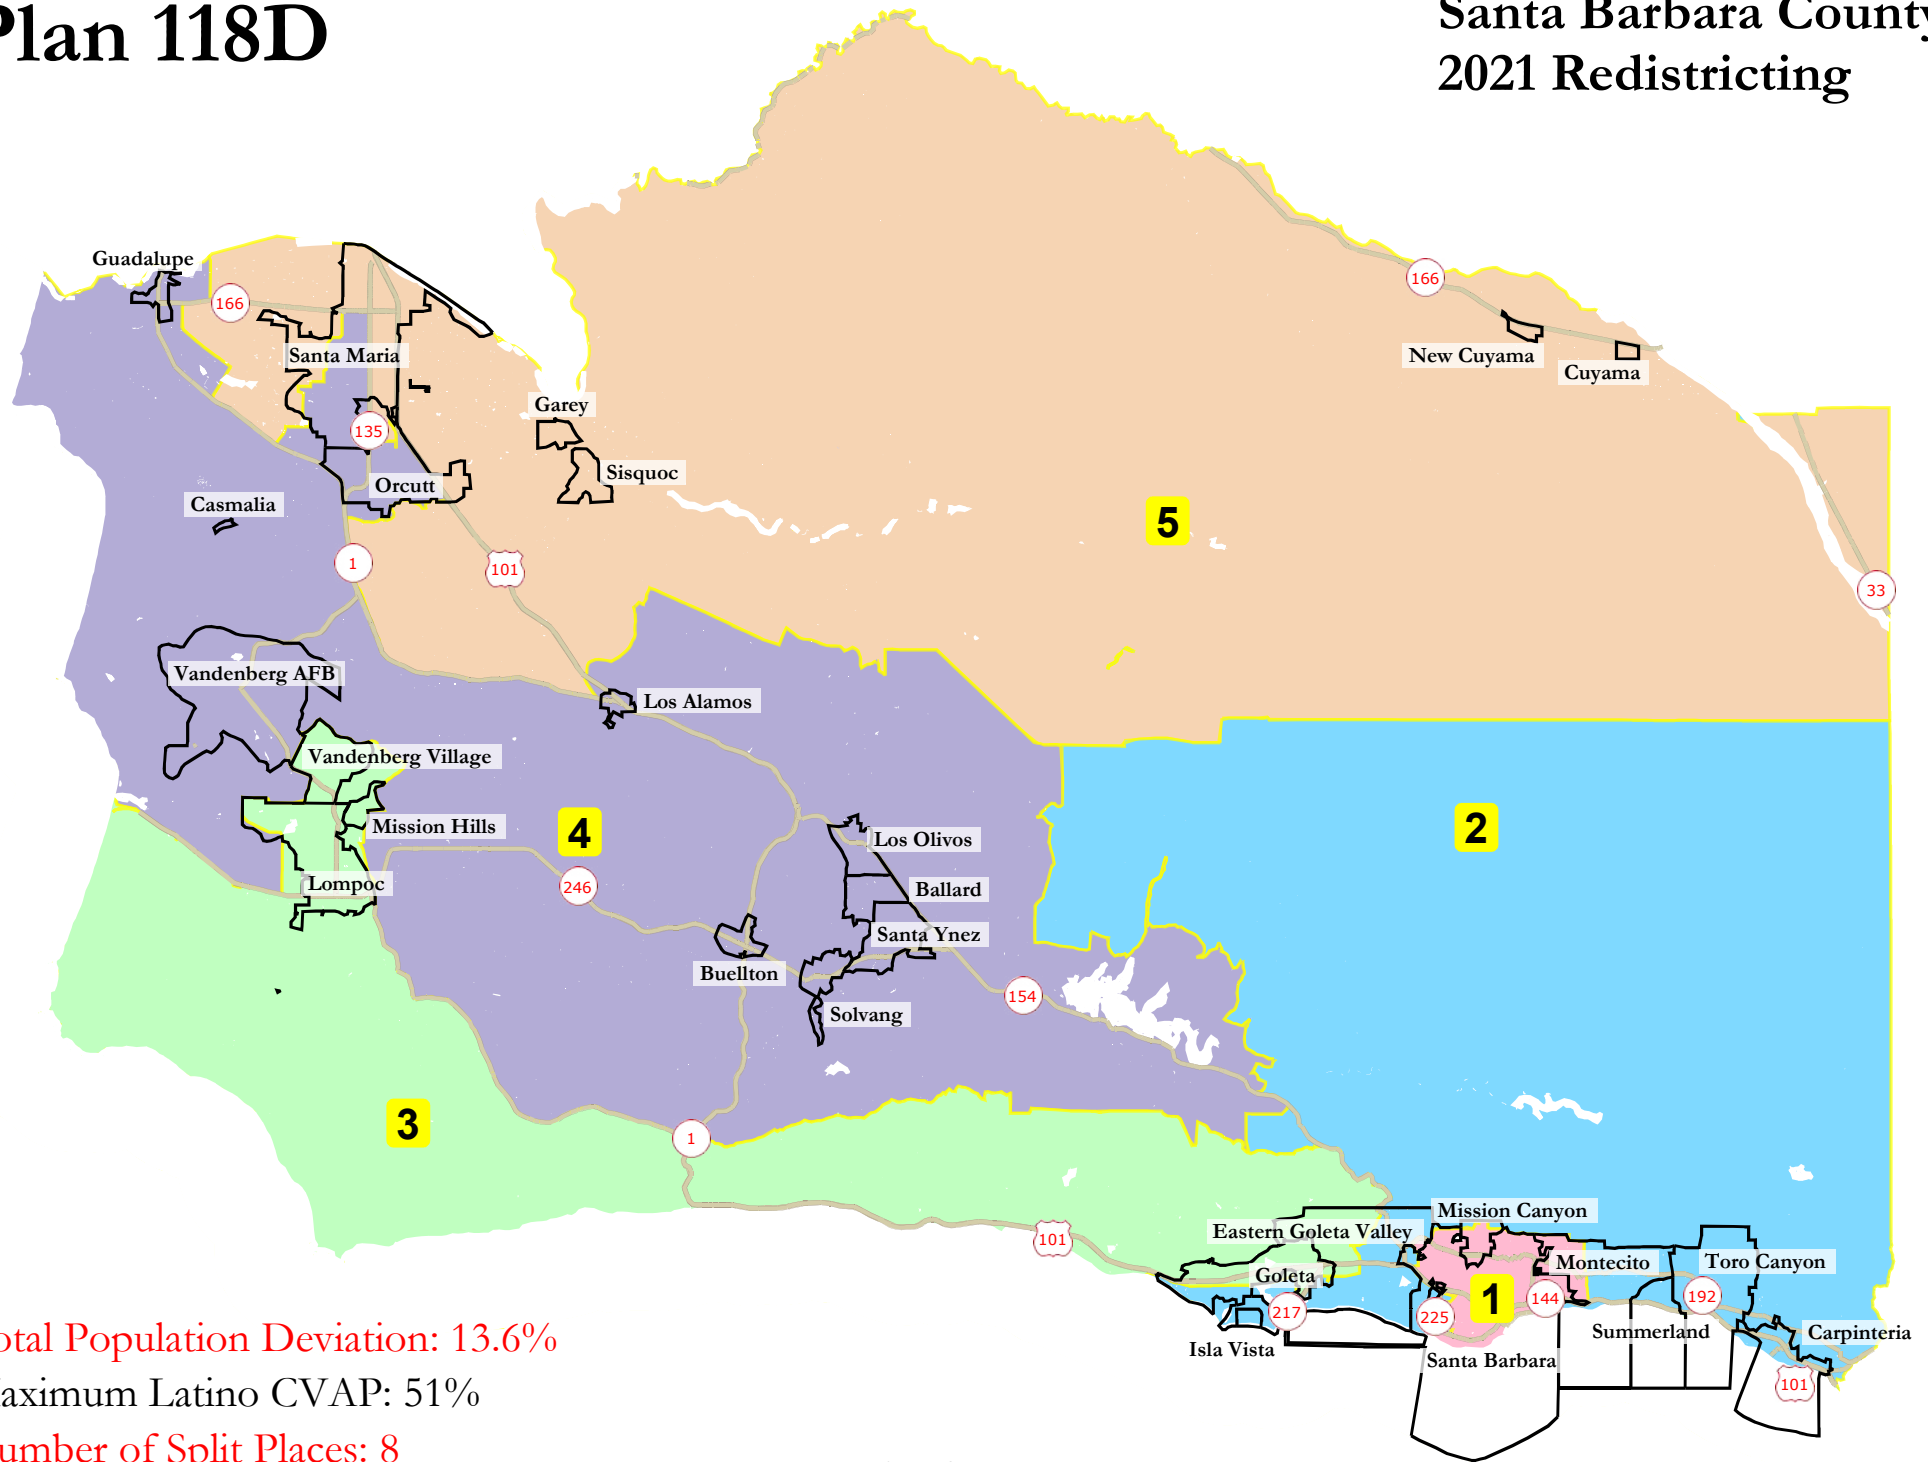 Plan 118D
Santa Barbara County
2021 Redistricting
Guadalupe
166
166
Santa Maria
New Cuyama
Cuyama
Garey
135
Sisquoc
Orcutt
Casmalia
5
1
101
33
Vandenberg AFB
Los Alamos
Vandenberg Village
4
Mission Hills
2
Los Olivos
Lompoc
246
Ballard
Santa Ynez
Buellton
154
Solvang
3
1
Mission Canyon
Eastern Goleta Valley
101
Montecito
Toro Canyon
Goleta
1
144
192
217
225
Summerland
Carpinteria
Isla Vista
Santa Barbara
101
otal Population Deviation: 13.6%
aximum Latino CVAP: 51%
umber of Split Places: 8